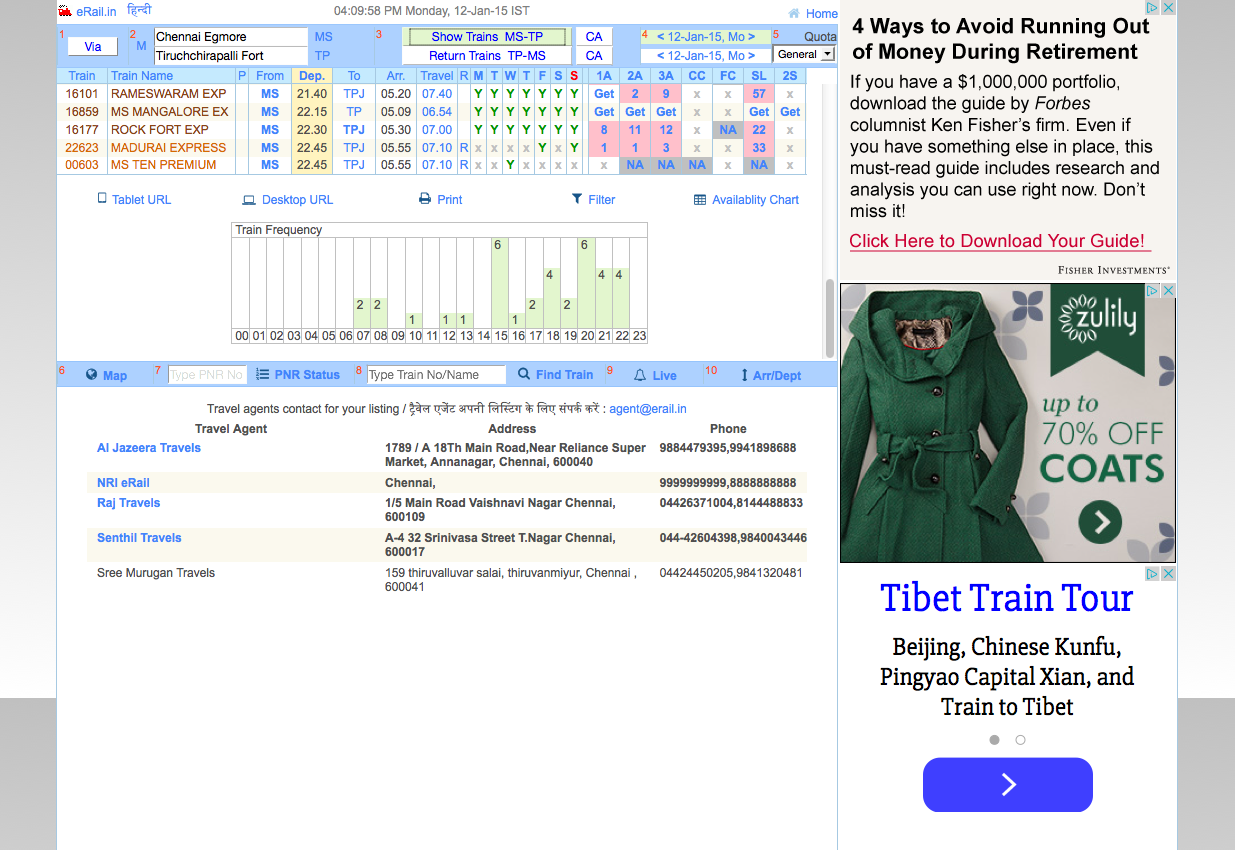 eRail.in हिन्दी 04:09:58 PM Monday, 12-Jan-15 IST Home
1 Via 2 M Chennai Egmore MS 3 Show Trains MS-TP CA 4 < 12-Jan-15, Mo > 5 Quota
Tiruchchirapalli Fort TP Return Trains TP-MS CA < 12-Jan-15, Mo > General
Train Train Name P From Dep. To Arr. Travel R M T W T F S S 1A 2A 3A CC FC SL 2S
16101 RAMESWARAM EXP MS 21.40 TPJ 05.20 07.40 Y Y Y Y Y Y Y Get 2 9 x x 57 x
16859 MS MANGALORE EX MS 22.15 TP 05.09 06.54 Y Y Y Y Y Y Y Get Get Get x x Get Get
16177 ROCK FORT EXP MS 22.30 TPJ 05.30 07.00 Y Y Y Y Y Y Y 8 11 12 x NA 22 x
22623 MADURAI EXPRESS MS 22.45 TPJ 05.55 07.10 R x x x x Y x Y 1 1 3 x x 33 x
00603 MS TEN PREMIUM MS 22.45 TPJ 05.55 07.10 R x x Y x x x x x NA NA NA x NA x
Tablet URL Desktop URL Print Filter Availablity Chart
Train Frequency
6 6
4 4 4
2 2 2 2
1 1 1 1
00 01 02 03 04 05 06 07 08 09 10 11 12 13 14 15 16 17 18 19 20 21 22 23
6 Map 7 Type PNR No PNR Status 8 Type Train No/Name Find Train 9 Live 10 Arr/Dept
Travel agents contact for your listing / ट्रैवेल एजेंट अपनी लिस्टिंग के लिए संपर्क करें : agent@erail.in
Travel Agent Address Phone
Al Jazeera Travels 1789 / A 18Th Main Road,Near Reliance Super 9884479395,9941898688
Market, Annanagar, Chennai, 600040
NRI eRail Chennai, 9999999999,8888888888
Raj Travels 1/5 Main Road Vaishnavi Nagar Chennai, 04426371004,8144488833
600109
Senthil Travels A-4 32 Srinivasa Street T.Nagar Chennai, 044-42604398,9840043446
600017
Sree Murugan Travels 159 thiruvalluvar salai, thiruvanmiyur, Chennai , 04424450205,9841320481
600041
4 Ways to Avoid Running Out
of Money During Retirement
If you have a $1,000,000 portfolio,
download the guide by Forbes
columnist Ken Fisher’s firm. Even if
you have something else in place, this
must-read guide includes research and
analysis you can use right now. Don’t
miss it!
Click Here to Download Your Guide!
FISHER INVESTMENTS
zulily
up to
70% OFF
COATS
Tibet Train Tour
Beijing, Chinese Kunfu,
Pingyao Capital Xian, and
Train to Tibet